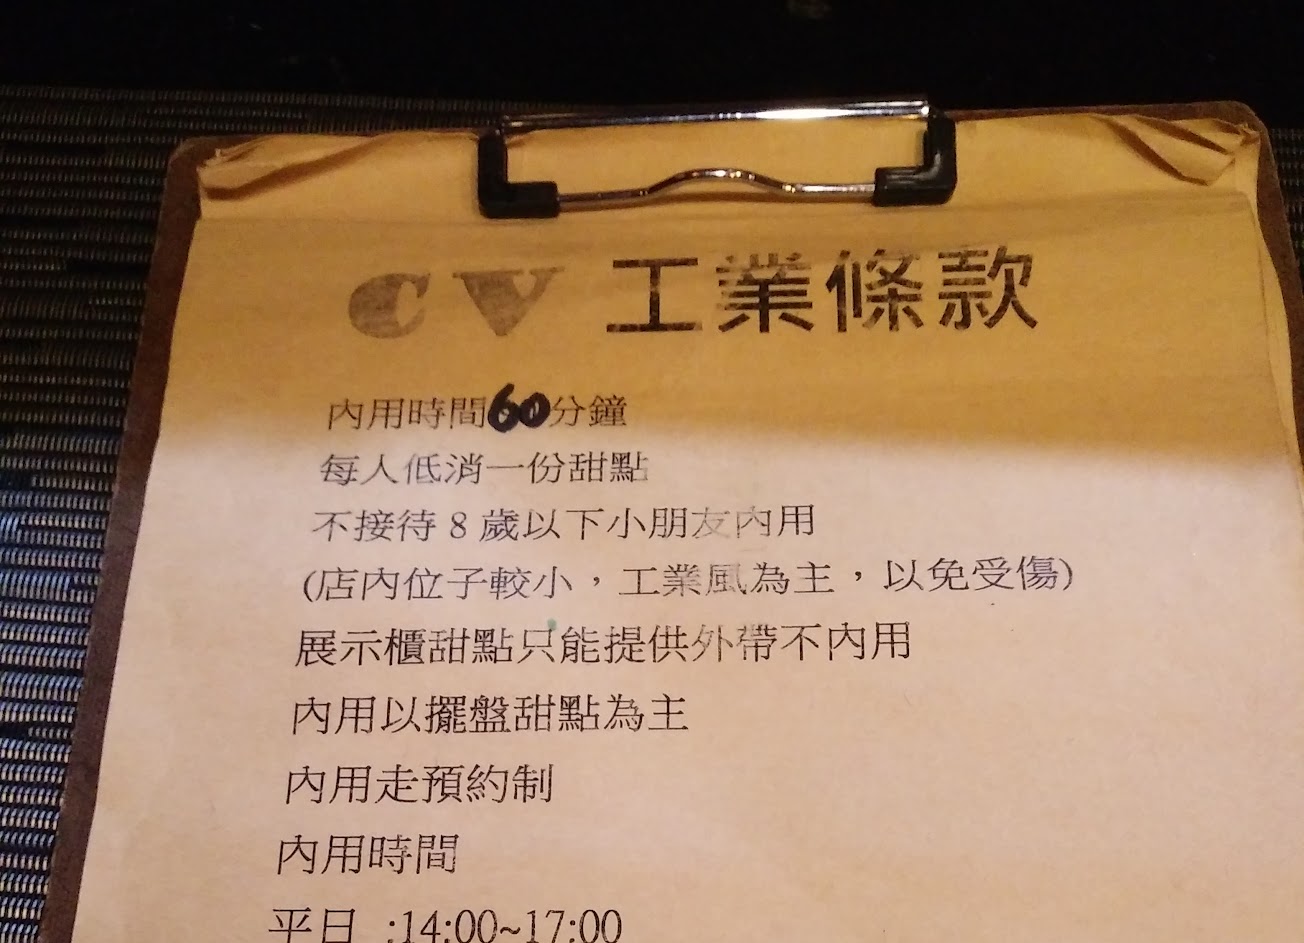 CV 工業條款
內用時間60分鐘
每人低消一份甜點
不接待 8 歲以下小朋友內用
(店內位子較小，工業風為主，以免受傷)
展示櫃甜點只能提供外帶不內用
內用以擺盤甜點為主
內用走預約制
內用時間
平日 :14:00~17:00